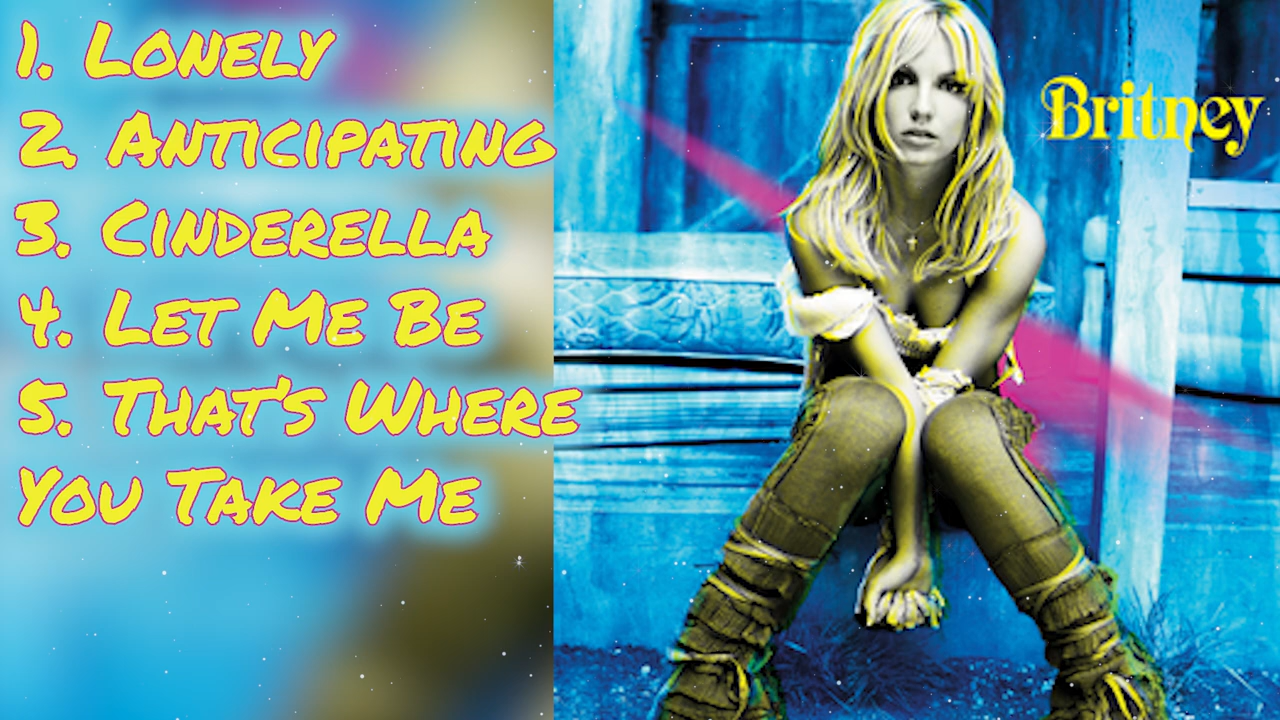 1. Lonely
2. Anticipating
3. Cinderella
4. Let Me Be
5. That's Where
You Take Me
Britney